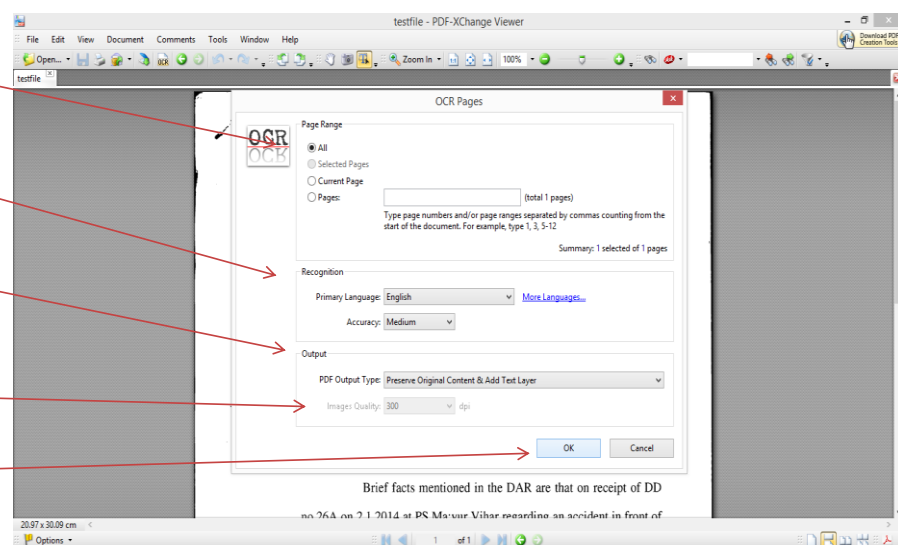 testfile - PDF-XChange Viewer
File Edit View Document Comments Tools Window Help
Download PDF
Creation Tools
Open... OCR Zoom In 100%
testfile
OCR Pages
OCR
OCR
Page Range
All
Selected Pages
Current Page
Pages: (total 1 pages)
Type page numbers and/or page ranges separated by commas counting from the
start of the document. For example, type 1, 3, 5-12
Summary: 1 selected of 1 pages
Recognition
Primary Language: English More Languages...
Accuracy: Medium
Output
PDF Output Type: Preserve Original Content & Add Text Layer
Images Quality: 300 dpi
OK Cancel
Brief facts mentioned in the DAR are that on receipt of DD
no 26A on 2.1.2014 at PS Mayur Vihar regarding an accident in front of
20.97 x 30.09 cm
Options 1 of 1